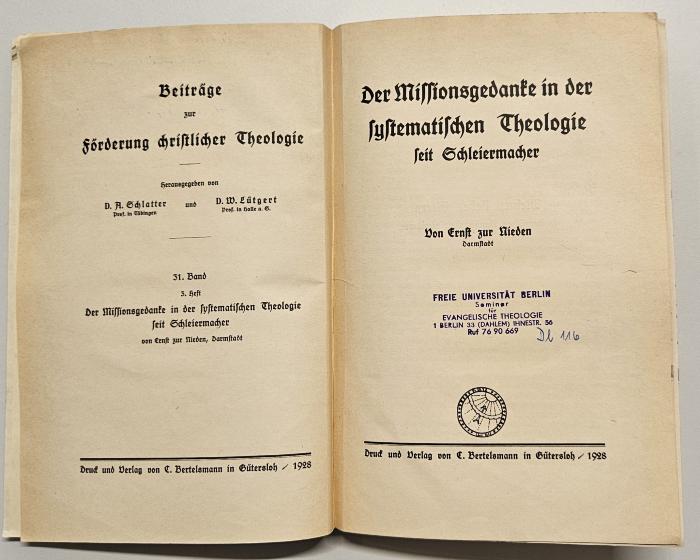 Beiträge
zur
Förderung christlicher Theologie
Herausgegeben von
D. A. Schlatter und D. W. Lütgert
Prof. in Tübingen Prof. in Halle a. S.
31. Band
3. Heft
Der Missionsgedanke in der systematischen Theologie
seit Schleiermacher
von Ernst zur Nieden, Darmstadt
Druck und Verlag von C. Bertelsmann in Gütersloh / 1928
Der Missionsgedanke in der
systematischen Theologie
seit Schleiermacher
Von Ernst zur Nieden
Darmstadt
FREIE UNIVERSITÄT BERLIN
Seminar
für
EVANGELISCHE THEOLOGIE
1 BERLIN 33 (DAHLEM) IHNESTR. 56
Ruf 76 90 669
Db 116
Druck und Verlag von C. Bertelsmann in Gütersloh / 1928